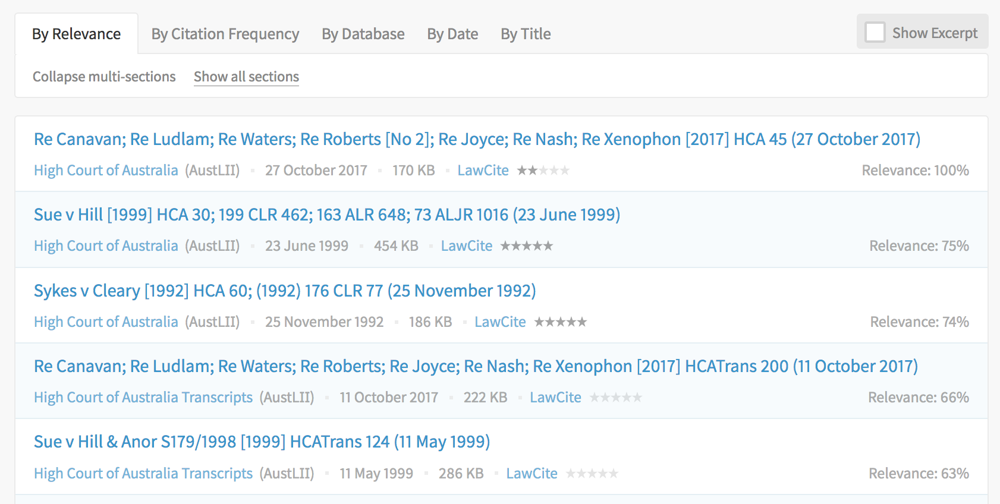 By Relevance By Citation Frequency By Database By Date By Title Show Excerpt
Collapse multi-sections Show all sections
Re Canavan; Re Ludlam; Re Waters; Re Roberts [No 2]; Re Joyce; Re Nash; Re Xenophon [2017] HCA 45 (27 October 2017)
High Court of Australia (AustLII) 27 October 2017 170 KB LawCite ★★★★★ Relevance: 100%
Sue v Hill [1999] HCA 30; 199 CLR 462; 163 ALR 648; 73 ALJR 1016 (23 June 1999)
High Court of Australia (AustLII) 23 June 1999 454 KB LawCite ★★★★★ Relevance: 75%
Sykes v Cleary [1992] HCA 60; (1992) 176 CLR 77 (25 November 1992)
High Court of Australia (AustLII) 25 November 1992 186 KB LawCite ★★★★★ Relevance: 74%
Re Canavan; Re Ludlam; Re Waters; Re Roberts; Re Joyce; Re Nash; Re Xenophon [2017] HCATrans 200 (11 October 2017)
High Court of Australia Transcripts (AustLII) 11 October 2017 222 KB LawCite ★★★★★ Relevance: 66%
Sue v Hill & Anor S179/1998 [1999] HCATrans 124 (11 May 1999)
High Court of Australia Transcripts (AustLII) 11 May 1999 286 KB LawCite ★★★★★ Relevance: 63%